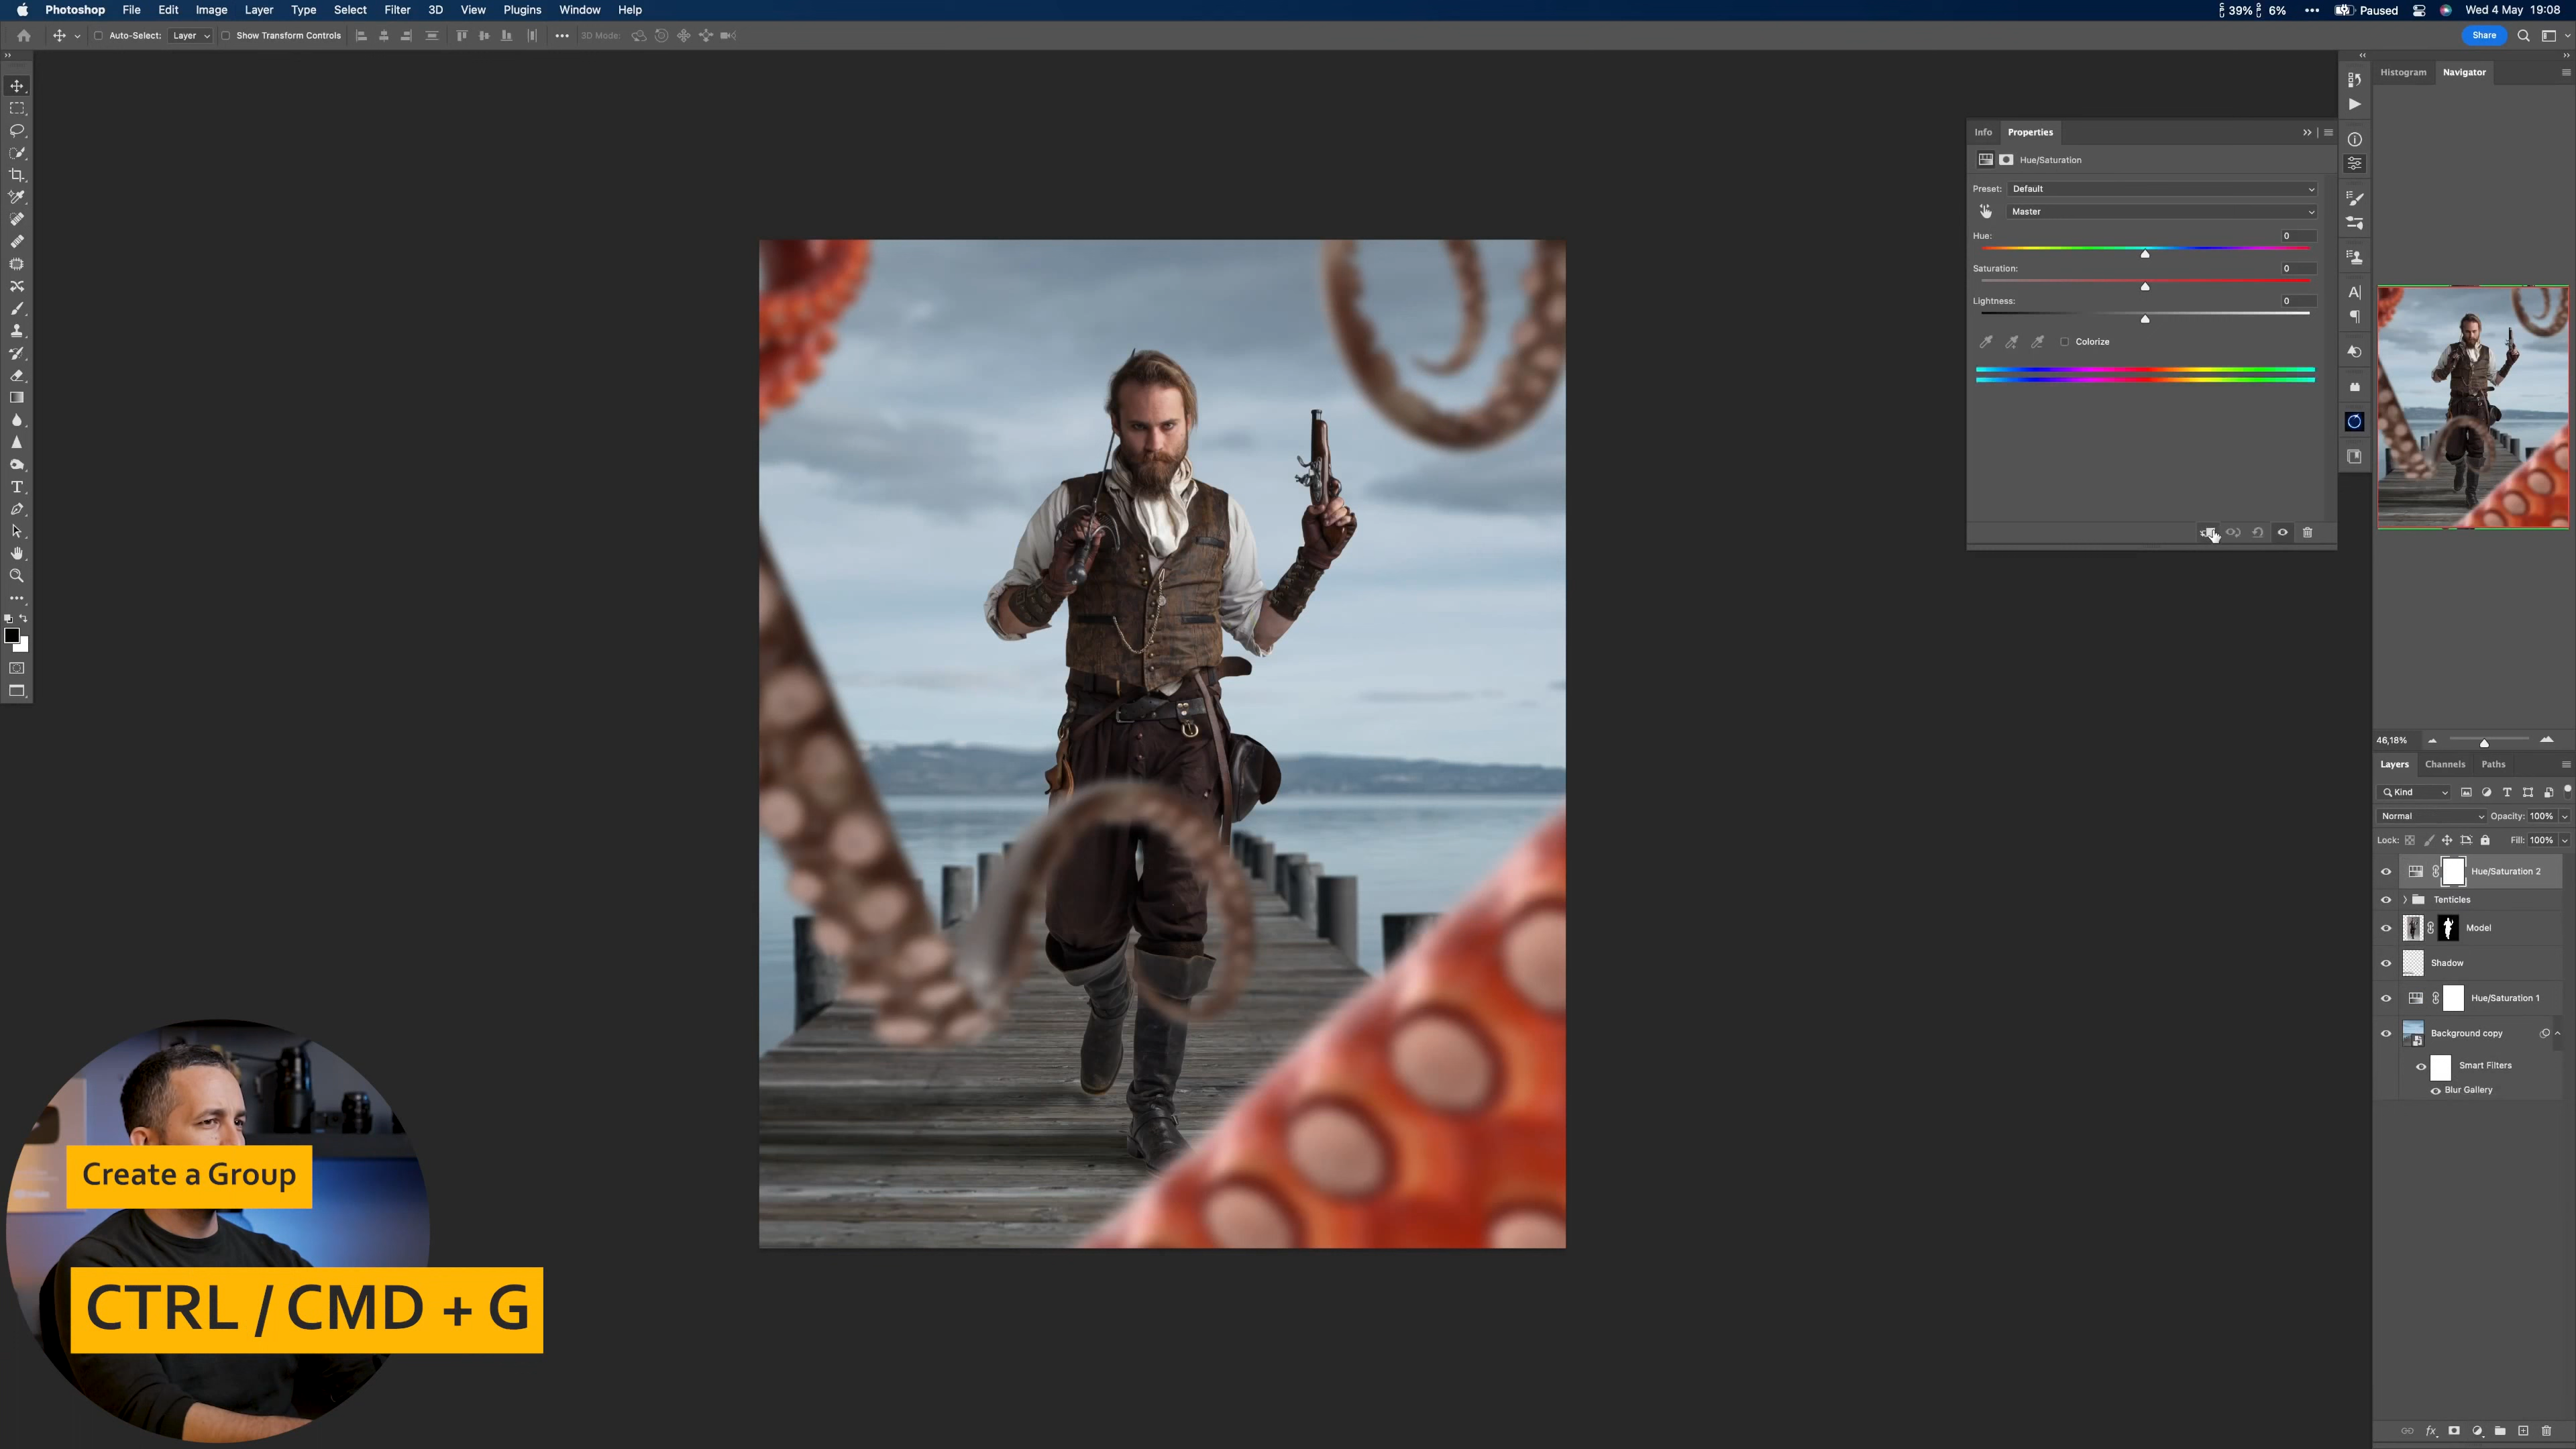 Photoshop File Edit Image Layer Type Select Filter 3D View Plugins Window Help
39% 6% Paused Wed 4 May 19:08
Auto-Select: Layer Show Transform Controls 3D Mode: Share
Histogram Navigator
Info Properties
Hue/Saturation
Preset: Default
Master
Hue: 0
Saturation: 0
Lightness: 0
Colorize
46,18%
Layers Channels Paths
Kind
Normal Opacity: 100%
Lock: Fill: 100%
Hue/Saturation 2
Tenticles
Model
Shadow
Hue/Saturation 1
Background copy
Smart Filters
Blur Gallery
Create a Group
CTRL / CMD + G